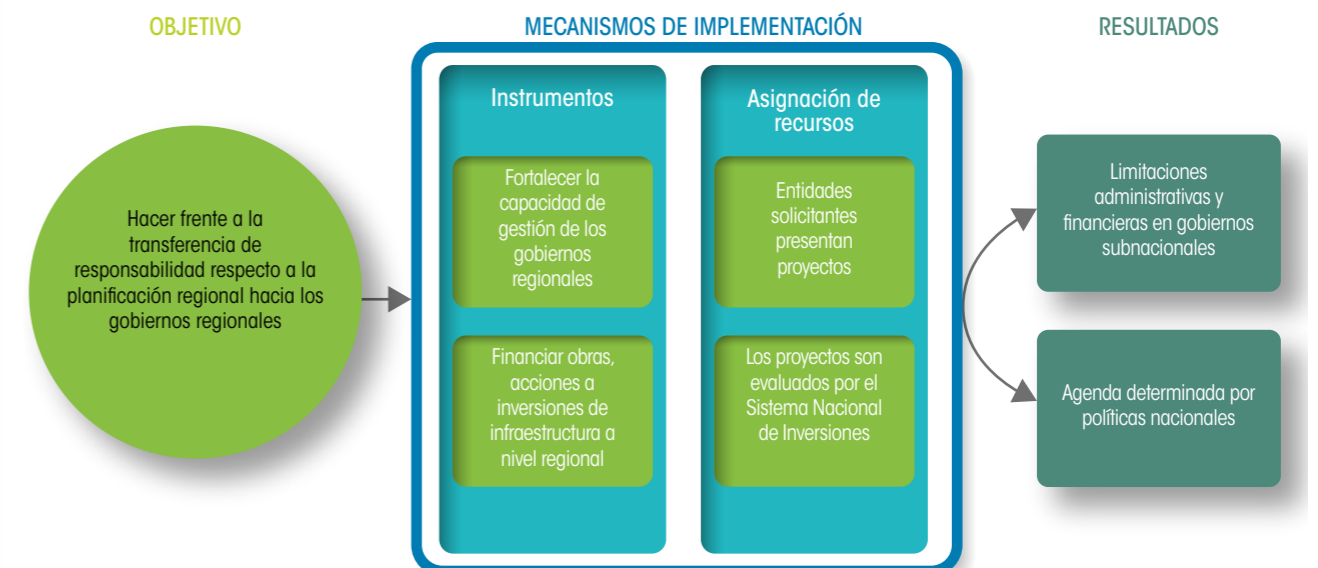 OBJETIVO
MECANISMOS DE IMPLEMENTACIÓN
RESULTADOS
Hacer frente a la
transferencia de
responsabilidad respecto a la
planificación regional hacia los
gobiernos regionales
Instrumentos
Fortalecer la
capacidad de
gestión de los
gobiernos
regionales
Financiar obras,
acciones a
inversiones de
infraestructura a
nivel regional
Asignación de
recursos
Entidades
solicitantes
presentan
proyectos
Los proyectos son
evaluados por el
Sistema Nacional
de Inversiones
Limitaciones
administrativas y
financieras en gobiernos
subnacionales
Agenda determinada por
políticas nacionales